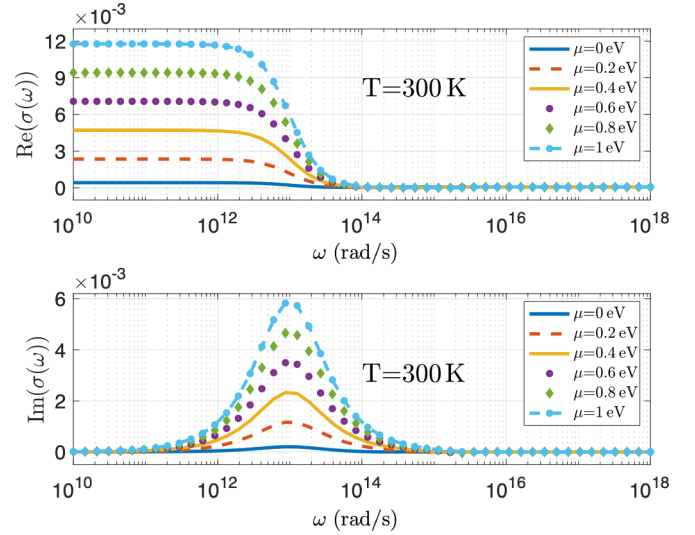 ×10⁻³
12
9
6
3
0
Re(σ(ω))
T=300 K
μ=0 eV
μ=0.2 eV
μ=0.4 eV
μ=0.6 eV
μ=0.8 eV
μ=1 eV
10¹⁰ 10¹² 10¹⁴ 10¹⁶ 10¹⁸
ω (rad/s)
×10⁻³
6
4
2
0
Im(σ(ω))
T=300 K
μ=0 eV
μ=0.2 eV
μ=0.4 eV
μ=0.6 eV
μ=0.8 eV
μ=1 eV
10¹⁰ 10¹² 10¹⁴ 10¹⁶ 10¹⁸
ω (rad/s)